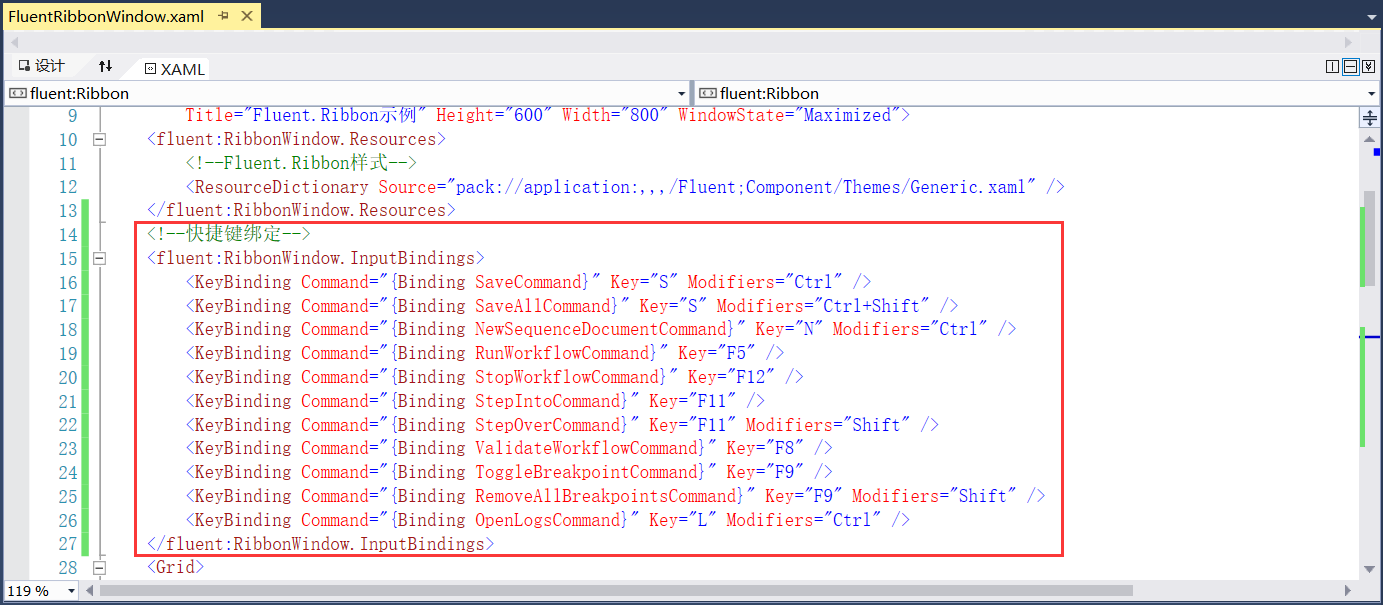 FluentRibbonWindow.xaml
设计
XAML
fluent:Ribbon
fluent:Ribbon
9 Title="Fluent.Ribbon示例" Height="600" Width="800" WindowState="Maximized">
10 <fluent:RibbonWindow.Resources>
11 <!--Fluent.Ribbon样式-->
12 <ResourceDictionary Source="pack://application:,,,/Fluent;Component/Themes/Generic.xaml" />
13 </fluent:RibbonWindow.Resources>
14 <!--快捷键绑定-->
15 <fluent:RibbonWindow.InputBindings>
16 <KeyBinding Command="{Binding SaveCommand}" Key="S" Modifiers="Ctrl" />
17 <KeyBinding Command="{Binding SaveAllCommand}" Key="S" Modifiers="Ctrl+Shift" />
18 <KeyBinding Command="{Binding NewSequenceDocumentCommand}" Key="N" Modifiers="Ctrl" />
19 <KeyBinding Command="{Binding RunWorkflowCommand}" Key="F5" />
20 <KeyBinding Command="{Binding StopWorkflowCommand}" Key="F12" />
21 <KeyBinding Command="{Binding StepIntoCommand}" Key="F11" />
22 <KeyBinding Command="{Binding StepOverCommand}" Key="F11" Modifiers="Shift" />
23 <KeyBinding Command="{Binding ValidateWorkflowCommand}" Key="F8" />
24 <KeyBinding Command="{Binding ToggleBreakpointCommand}" Key="F9" />
25 <KeyBinding Command="{Binding RemoveAllBreakpointsCommand}" Key="F9" Modifiers="Shift" />
26 <KeyBinding Command="{Binding OpenLogsCommand}" Key="L" Modifiers="Ctrl" />
27 </fluent:RibbonWindow.InputBindings>
28 <Grid>
119 %